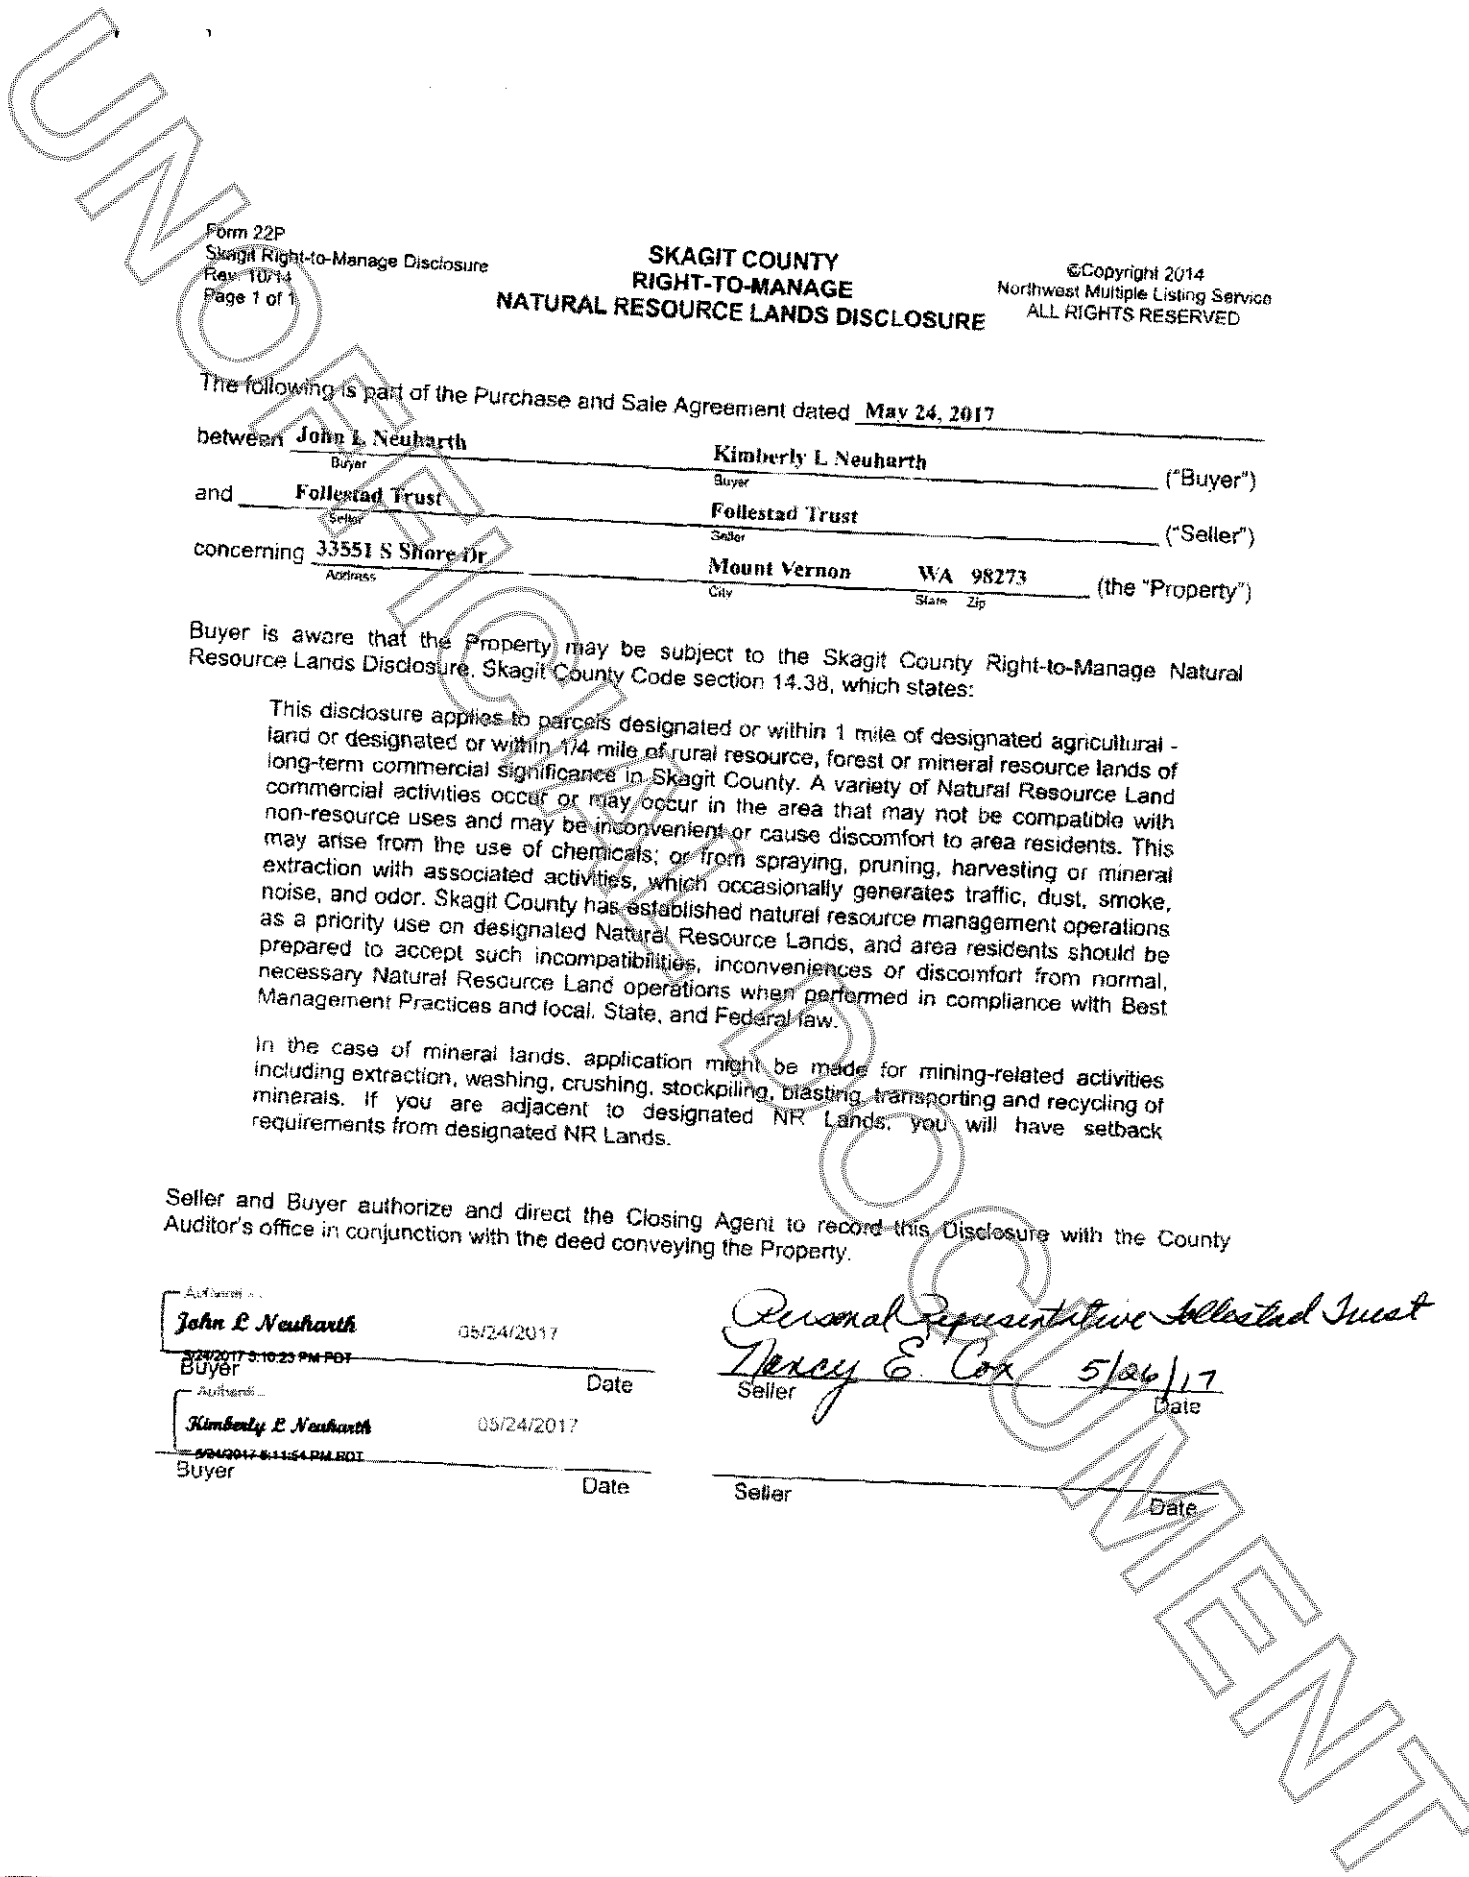 Form 22P
Skagit Right-to-Manage Disclosure
Rev. 10/14
Page 1 of 1
SKAGIT COUNTY
RIGHT-TO-MANAGE
NATURAL RESOURCE LANDS DISCLOSURE
©Copyright 2014
Northwest Multiple Listing Service
ALL RIGHTS RESERVED
The following is part of the Purchase and Sale Agreement dated May 24, 2017
between John L Neuharth Kimberly L Neuharth ("Buyer")
Buyer Buyer
and Follestad Trust Follestad Trust ("Seller")
Seller Seller
concerning 33551 S Shore Dr Mount Vernon WA 98273 (the "Property")
Address City State Zip
Buyer is aware that the Property may be subject to the Skagit County Right-to-Manage Natural
Resource Lands Disclosure, Skagit County Code section 14.38, which states:
This disclosure applies to parcels designated or within 1 mile of designated agricultural -
land or designated or within 1/4 mile of rural resource, forest or mineral resource lands of
long-term commercial significance in Skagit County. A variety of Natural Resource Land
commercial activities occur or may occur in the area that may not be compatible with
non-resource uses and may be inconvenient or cause discomfort to area residents. This
may arise from the use of chemicals; or from spraying, pruning, harvesting or mineral
extraction with associated activities, which occasionally generates traffic, dust, smoke,
noise, and odor. Skagit County has established natural resource management operations
as a priority use on designated Natural Resource Lands, and area residents should be
prepared to accept such incompatibilities, inconveniences or discomfort from normal,
necessary Natural Resource Land operations when performed in compliance with Best
Management Practices and local, State, and Federal law.
In the case of mineral lands, application might be made for mining-related activities
including extraction, washing, crushing, stockpiling, blasting, transporting and recycling of
minerals. If you are adjacent to designated NR Lands, you will have setback
requirements from designated NR Lands.
Seller and Buyer authorize and direct the Closing Agent to record this Disclosure with the County
Auditor's office in conjunction with the deed conveying the Property.
John L Neuharth 05/24/2017
5/24/2017 5:10:23 PM PDT
Buyer Date
Personal Representative Follestad Trust
Nancy E. Cox 5/26/17
Seller Date
Kimberly L Neuharth 05/24/2017
5/24/2017 5:11:54 PM PDT
Buyer Date
Seller Date
UNOFFICIAL DOCUMENT